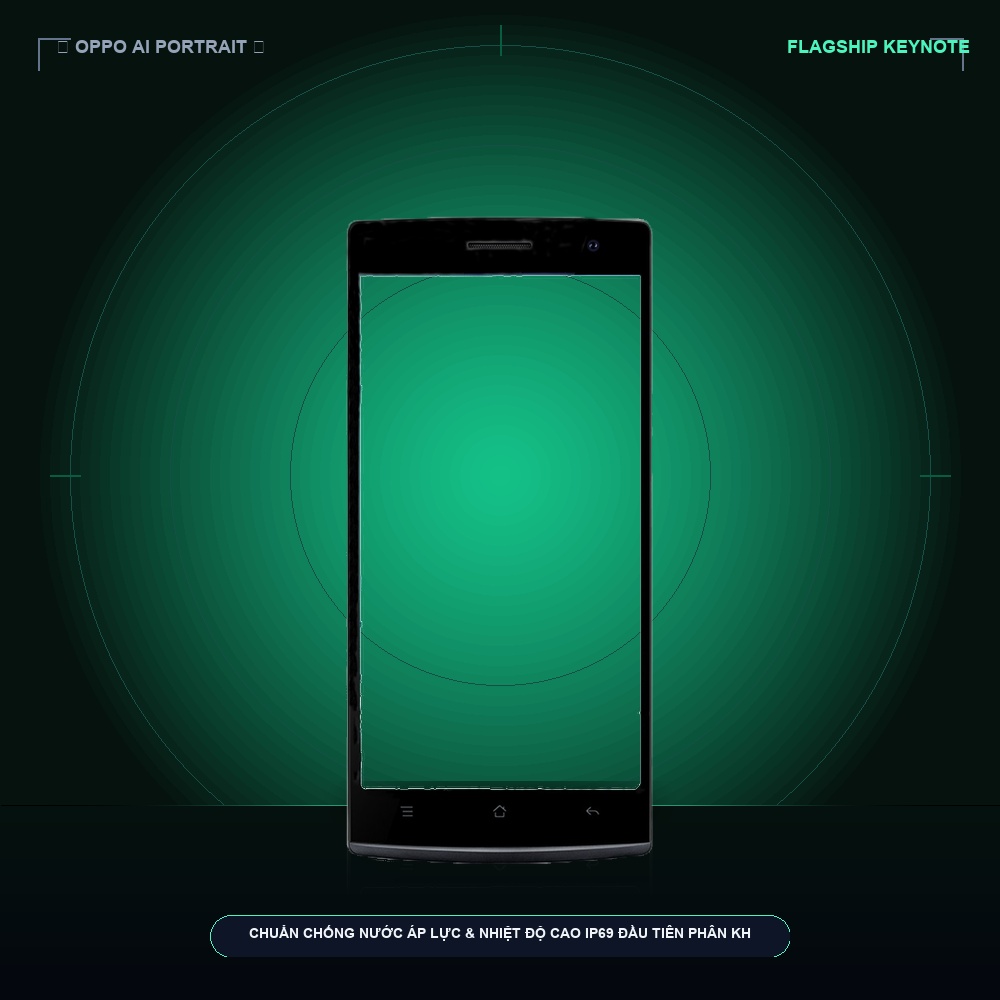 OPPO AI PORTRAIT
FLAGSHIP KEYNOTE
CHUẨN CHỐNG NƯỚC ÁP LỰC & NHIỆT ĐỘ CAO IP69 ĐẦU TIÊN PHÂN KH